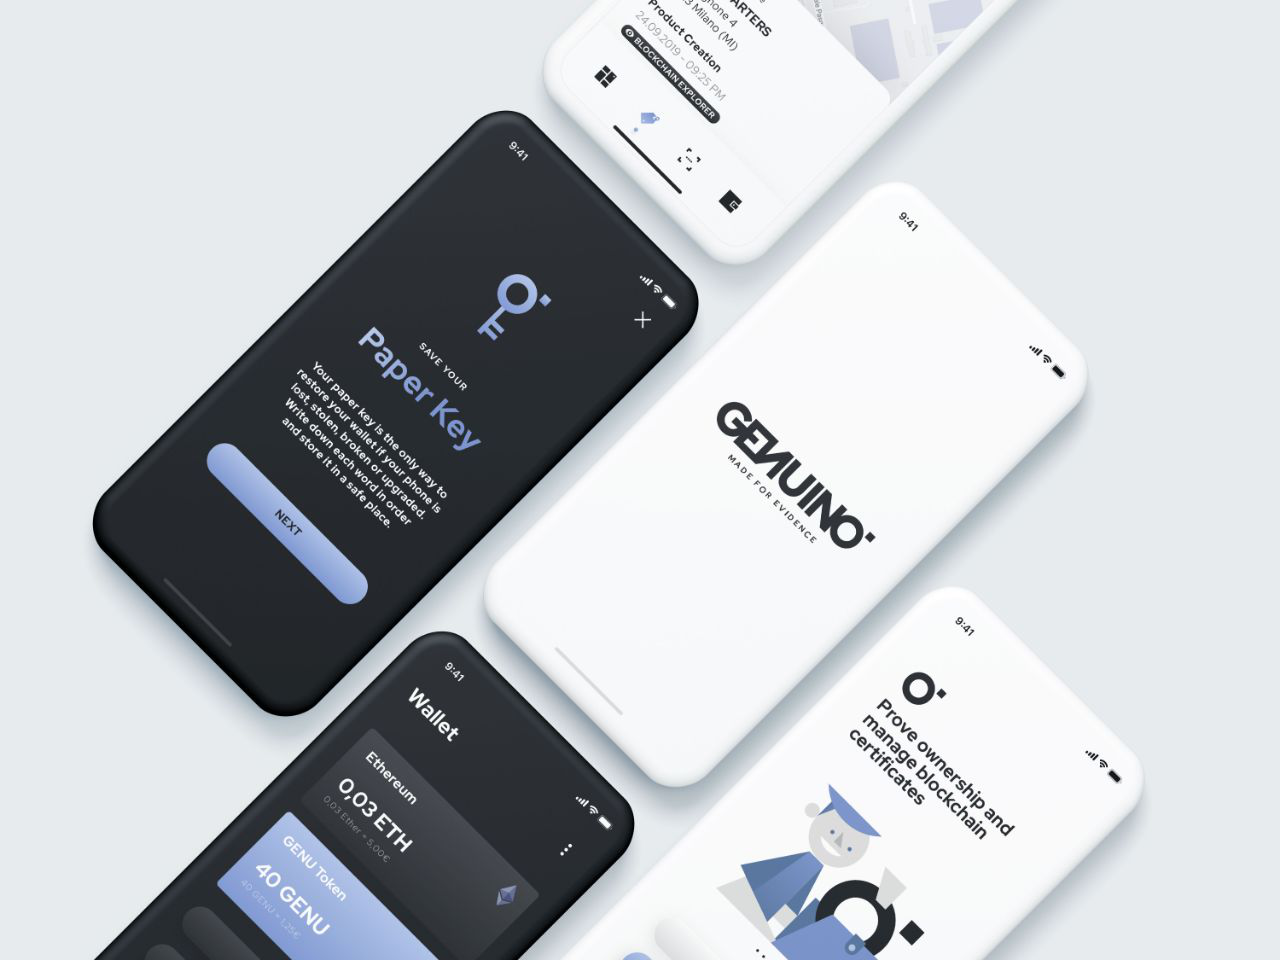 ARTERS
phone 4
3 Milano (MI)
Product Creation
24.09.2019 - 09:25 PM
BLOCKCHAIN EXPLORER
9:41
SAVE YOUR
Paper Key
Your paper key is the only way to
restore your wallet if your phone is
lost, stolen, broken or upgraded.
Write down each word in order
and store it in a safe place.
NEXT
9:41
GENUINO
MADE FOR EVIDENCE
9:41
Wallet
Ethereum
0,03 ETH
0,03 Ether = 5,00€
GENU Token
40 GENU
40 GENU = 1,25€
9:41
Prove ownership and
manage blockchain
certificates